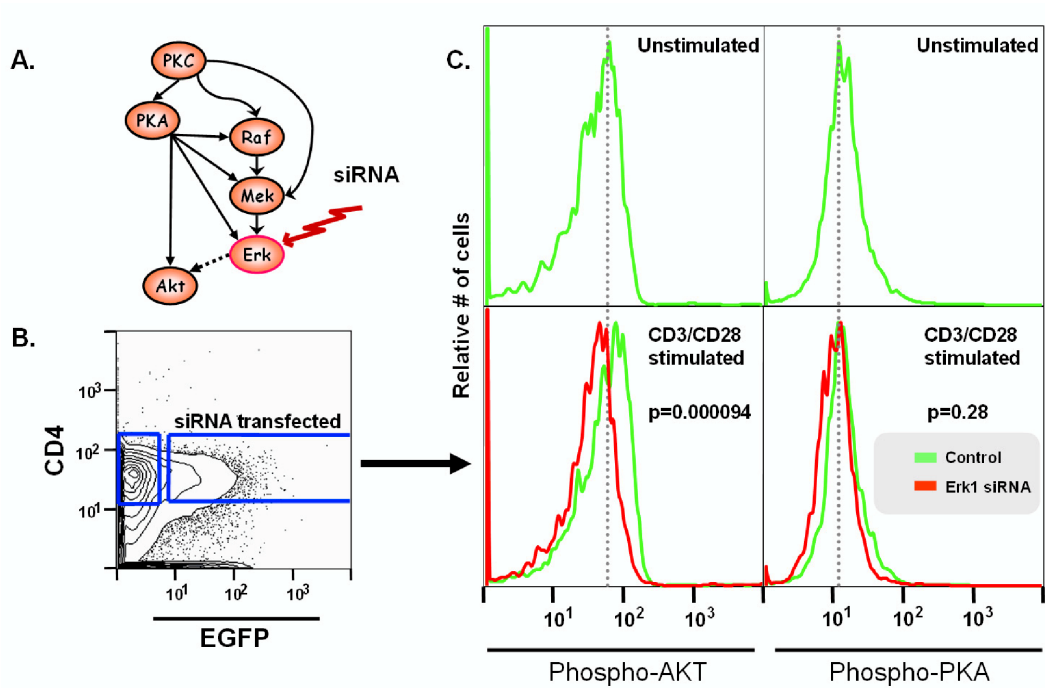 A.
PKC
PKA
Raf
Mek
Erk
Akt
siRNA
B.
CD4
10³
10²
10¹
siRNA transfected
10¹ 10² 10³
EGFP
C.
Relative # of cells
Unstimulated
Unstimulated
CD3/CD28
stimulated
p=0.000094
CD3/CD28
stimulated
p=0.28
Control
Erk1 siRNA
10¹ 10² 10³
10¹ 10² 10³
Phospho-AKT
Phospho-PKA